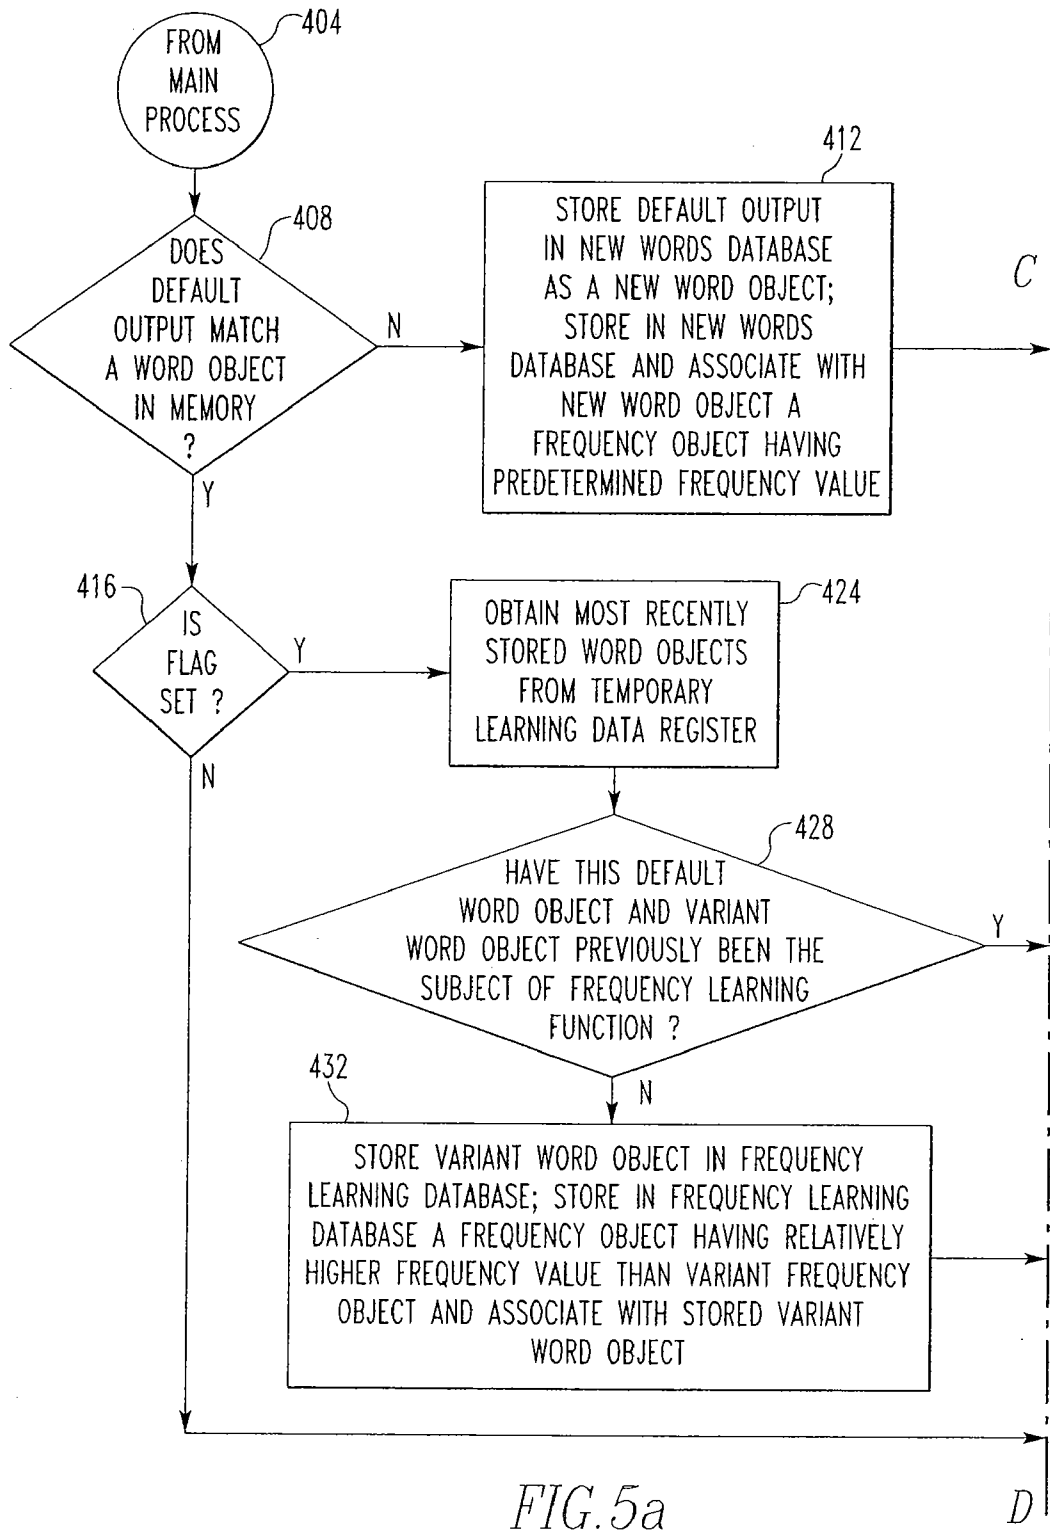 FROM
MAIN
PROCESS
404
408
DOES
DEFAULT
OUTPUT MATCH
A WORD OBJECT
IN MEMORY
?
N
Y
412
STORE DEFAULT OUTPUT
IN NEW WORDS DATABASE
AS A NEW WORD OBJECT;
STORE IN NEW WORDS
DATABASE AND ASSOCIATE WITH
NEW WORD OBJECT A
FREQUENCY OBJECT HAVING
PREDETERMINED FREQUENCY VALUE
C
416
IS
FLAG
SET ?
Y
N
424
OBTAIN MOST RECENTLY
STORED WORD OBJECTS
FROM TEMPORARY
LEARNING DATA REGISTER
428
HAVE THIS DEFAULT
WORD OBJECT AND VARIANT
WORD OBJECT PREVIOUSLY BEEN THE
SUBJECT OF FREQUENCY LEARNING
FUNCTION ?
Y
N
432
STORE VARIANT WORD OBJECT IN FREQUENCY
LEARNING DATABASE; STORE IN FREQUENCY LEARNING
DATABASE A FREQUENCY OBJECT HAVING RELATIVELY
HIGHER FREQUENCY VALUE THAN VARIANT FREQUENCY
OBJECT AND ASSOCIATE WITH STORED VARIANT
WORD OBJECT
FIG.5a
D